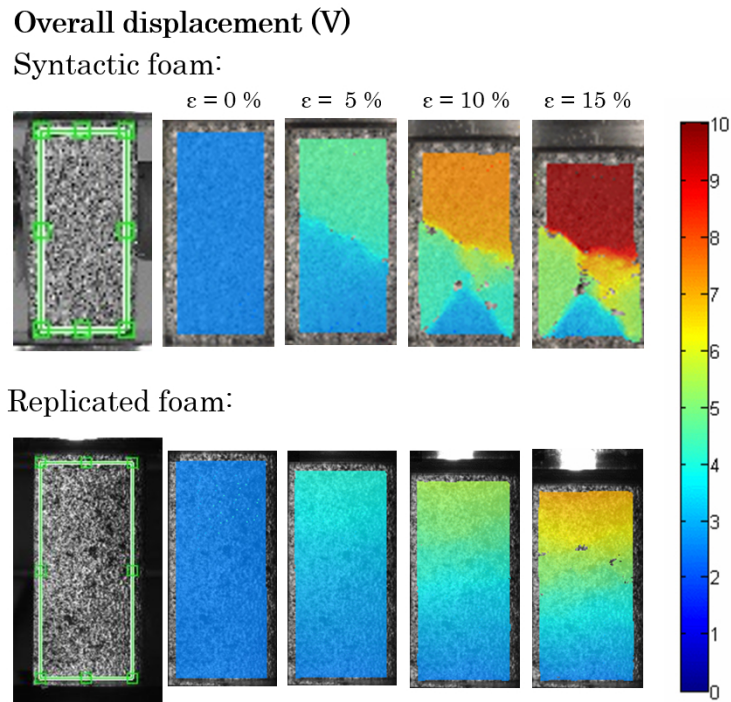 Overall displacement (V)
Syntactic foam:
ε = 0 %
ε = 5 %
ε = 10 %
ε = 15 %
10
9
8
7
6
5
4
3
2
1
0
Replicated foam: